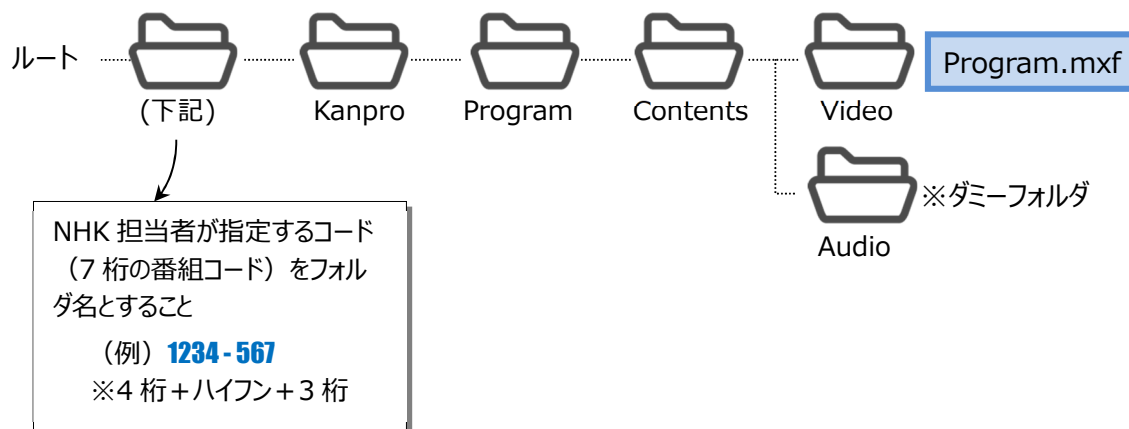 ルート
(下記)
Kanpro
Program
Contents
Video
Program.mxf
※ダミーフォルダ
Audio
NHK 担当者が指定するコード
（7 桁の番組コード）をフォル
ダ名とすること
（例）1234 - 567
※4 桁＋ハイフン＋3 桁